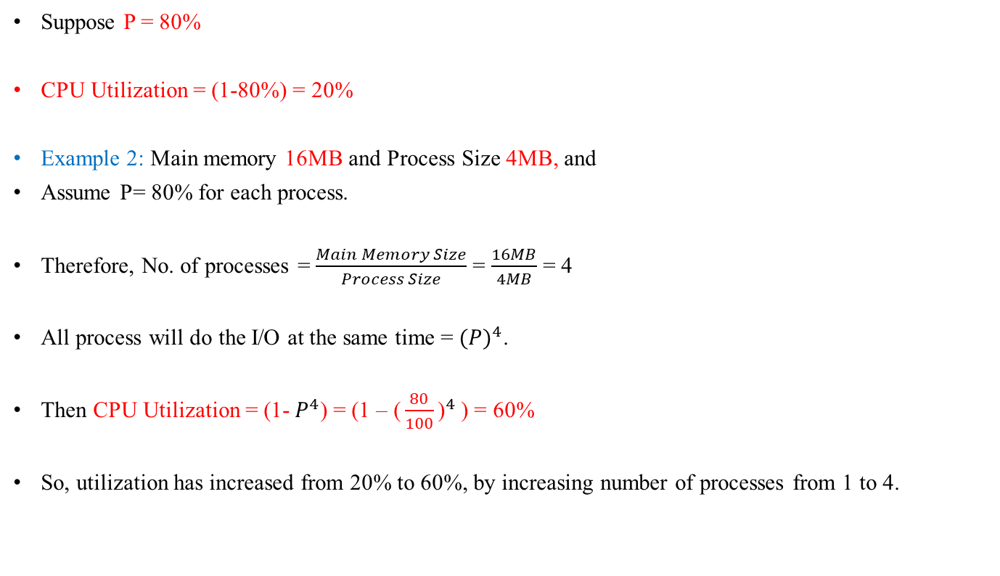 • Suppose P = 80%
• CPU Utilization = (1-80%) = 20%
• Example 2: Main memory 16MB and Process Size 4MB, and
• Assume P= 80% for each process.
• Therefore, No. of processes = \frac{Main Memory Size}{Process Size} = \frac{16MB}{4MB} = 4
• All process will do the I/O at the same time = (P)⁴.
• Then CPU Utilization = (1- P⁴) = (1 – (\frac{80}{100})⁴ ) = 60%
• So, utilization has increased from 20% to 60%, by increasing number of processes from 1 to 4.